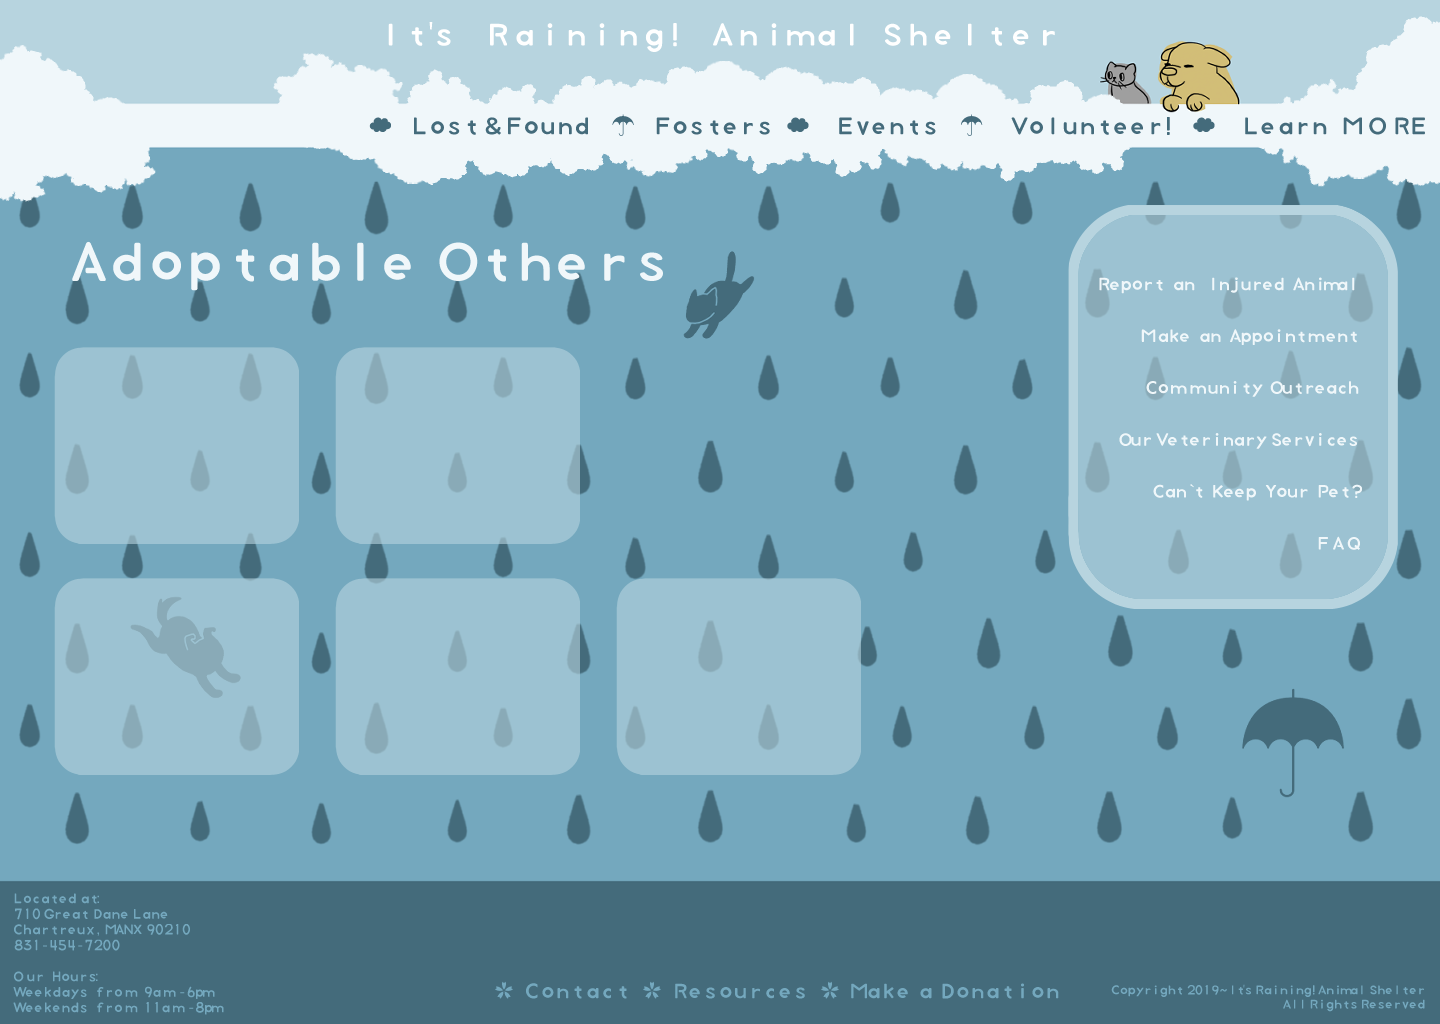 It's Raining! Animal Shelter
Lost&Found Fosters Events Volunteer! Learn MORE
Adoptable Others
Report an Injured Animal
Make an Appointment
Community Outreach
Our Veterinary Services
Can`t Keep Your Pet?
FAQ
Located at:
710 Great Dane Lane
Chartreux, MANX 90210
831-454-7200
Our Hours:
Weekdays from 9am-6pm
Weekends from 11am-8pm
Contact Resources Make a Donation
Copyright 2019~It's Raining! Animal Shelter
All Rights Reserved